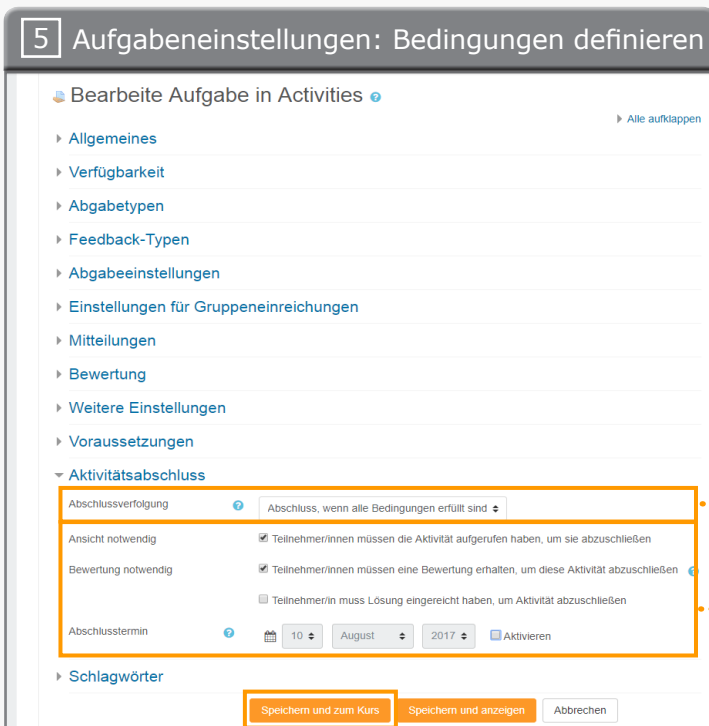 5 Aufgabeneinstellungen: Bedingungen definieren
Bearbeite Aufgabe in Activities
Alle aufklappen
Allgemeines
Verfügbarkeit
Abgabetypen
Feedback-Typen
Abgabeeinstellungen
Einstellungen für Gruppeneinreichungen
Mitteilungen
Bewertung
Weitere Einstellungen
Voraussetzungen
Aktivitätsabschluss
Abschlussverfolgung ? Abschluss, wenn alle Bedingungen erfüllt sind
Ansicht notwendig Teilnehmer/innen müssen die Aktivität aufgerufen haben, um sie abzuschließen
Bewertung notwendig Teilnehmer/innen müssen eine Bewertung erhalten, um diese Aktivität abzuschließen ?
Teilnehmer/in muss Lösung eingereicht haben, um Aktivität abzuschließen
Abschlusstermin ? 10 August 2017 Aktivieren
Schlagwörter
Speichern und zum Kurs Speichern und anzeigen Abbrechen